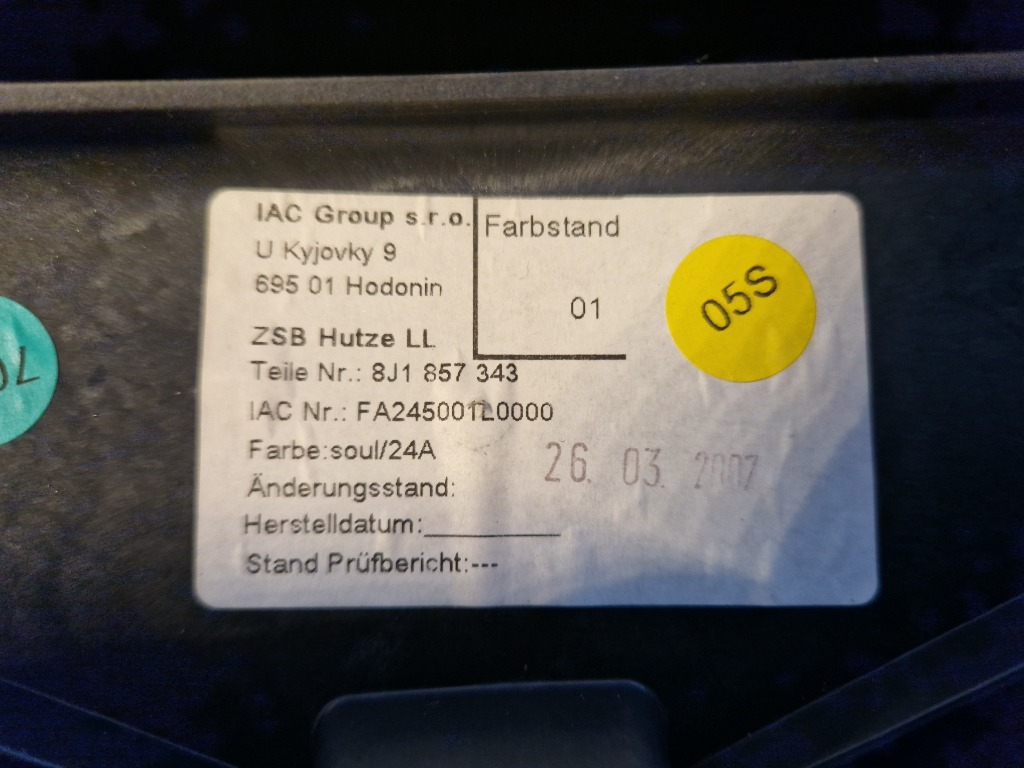 IAC Group s.r.o.
U Kyjovky 9
695 01 Hodonin
Farbstand
01
05S
ZSB Hutze LL
Teile Nr.: 8J1 857 343
IAC Nr.: FA245001L0000
Farbe:soul/24A
26. 03. 2007
Änderungsstand:
Herstelldatum:__________
Stand Prüfbericht:---